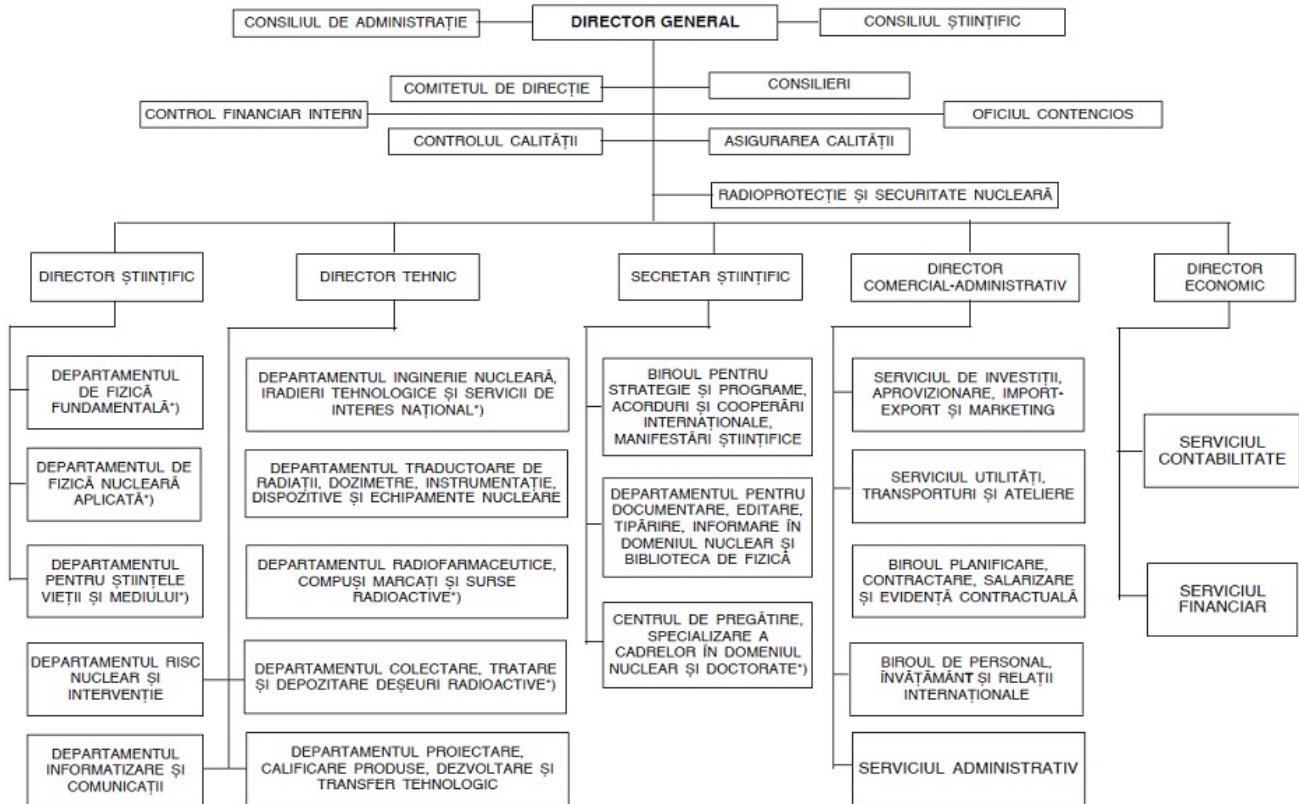 CONSILIUL DE ADMINISTRAȚIE
DIRECTOR GENERAL
CONSILIUL ȘTIINȚIFIC
COMITETUL DE DIRECȚIE
CONSILIERI
CONTROL FINANCIAR INTERN
OFICIUL CONTENCIOS
CONTROLUL CALITĂȚII
ASIGURAREA CALITĂȚII
RADIOPROTECȚIE ȘI SECURITATE NUCLEARĂ
DIRECTOR ȘTIINȚIFIC
DIRECTOR TEHNIC
SECRETAR ȘTIINȚIFIC
DIRECTOR
COMERCIAL-ADMINISTRATIV
DIRECTOR
ECONOMIC
DEPARTAMENTUL
DE FIZICĂ
FUNDAMENTALĂ*)
DEPARTAMENTUL DE
FIZICĂ NUCLEARĂ
APLICATĂ*)
DEPARTAMENTUL
PENTRU ȘTIINȚELE
VIEȚII ȘI MEDIULUI*)
DEPARTAMENTUL RISC
NUCLEAR ȘI
INTERVENȚIE
DEPARTAMENTUL
INFORMATIZARE ȘI
COMUNICAȚII
DEPARTAMENTUL INGINERIE NUCLEARĂ,
IRADIERI TEHNOLOGICE ȘI SERVICII DE
INTERES NAȚIONAL*)
DEPARTAMENTUL TRADUCTOARE DE
RADIAȚII, DOZIMETRE, INSTRUMENTAȚIE,
DISPOZITIVE ȘI ECHIPAMENTE NUCLEARE
DEPARTAMENTUL RADIOFARMACEUTICE,
COMPUȘI MARCAȚI ȘI SURSE
RADIOACTIVE*)
DEPARTAMENTUL COLECTARE, TRATARE
ȘI DEPOZITARE DEȘEURI RADIOACTIVE*)
DEPARTAMENTUL PROIECTARE,
CALIFICARE PRODUSE, DEZVOLTARE ȘI
TRANSFER TEHNOLOGIC
BIROUL PENTRU
STRATEGIE ȘI PROGRAME,
ACORDURI ȘI COOPERĂRI
INTERNAȚIONALE,
MANIFESTĂRI ȘTIINȚIFICE
DEPARTAMENTUL PENTRU
DOCUMENTARE, EDITARE,
TIPĂRIRE, INFORMARE ÎN
DOMENIUL NUCLEAR ȘI
BIBLIOTECA DE FIZICĂ
CENTRUL DE PREGĂTIRE,
SPECIALIZARE A
CADRELOR ÎN DOMENIUL
NUCLEAR ȘI DOCTORATE*)
SERVICIUL DE INVESTIȚII,
APROVIZIONARE, IMPORT-
EXPORT ȘI MARKETING
SERVICIUL UTILITĂȚI,
TRANSPORTURI ȘI ATELIERE
BIROUL PLANIFICARE,
CONTRACTARE, SALARIZARE
ȘI EVIDENȚĂ CONTRACTUALĂ
BIROUL DE PERSONAL,
ÎNVĂȚĂMÂNT ȘI RELAȚII
INTERNAȚIONALE
SERVICIUL ADMINISTRATIV
SERVICIUL
CONTABILITATE
SERVICIUL
FINANCIAR